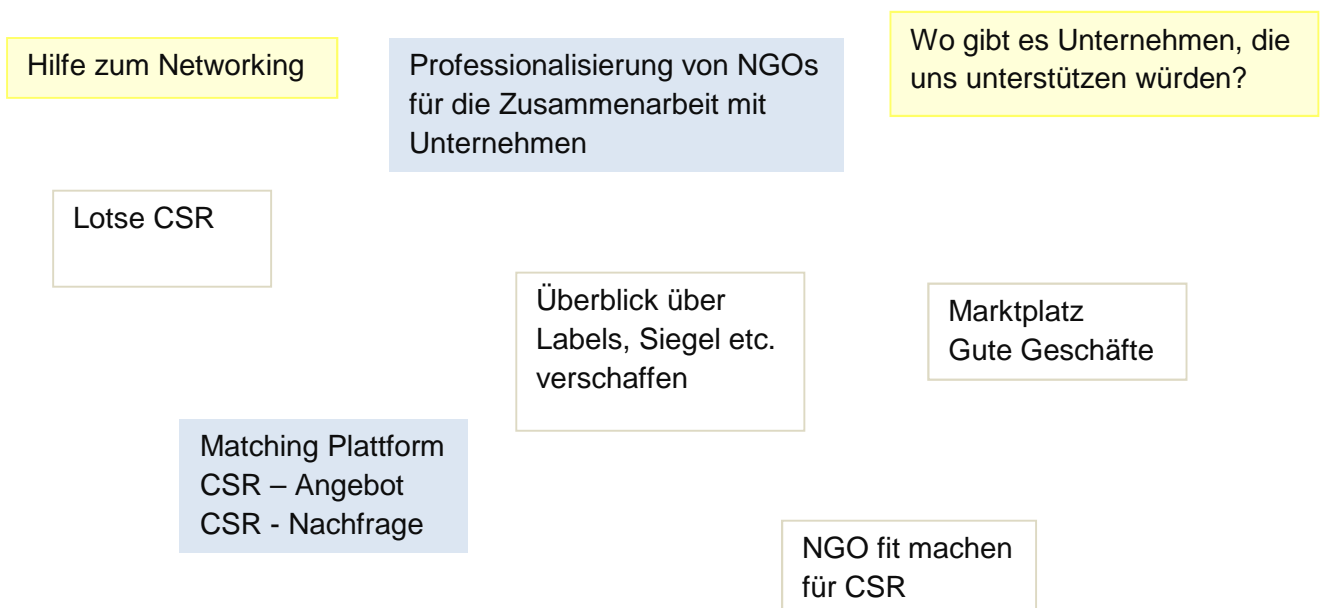 Hilfe zum Networking
Professionalisierung von NGOs
für die Zusammenarbeit mit
Unternehmen
Wo gibt es Unternehmen, die
uns unterstützen würden?
Lotse CSR
Überblick über
Labels, Siegel etc.
verschaffen
Marktplatz
Gute Geschäfte
Matching Plattform
CSR – Angebot
CSR - Nachfrage
NGO fit machen
für CSR